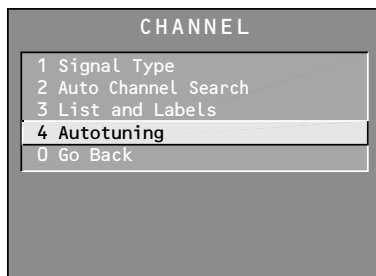 CHANNEL
1 Signal Type
2 Auto Channel Search
3 List and Labels
4 Autotuning
0 Go Back